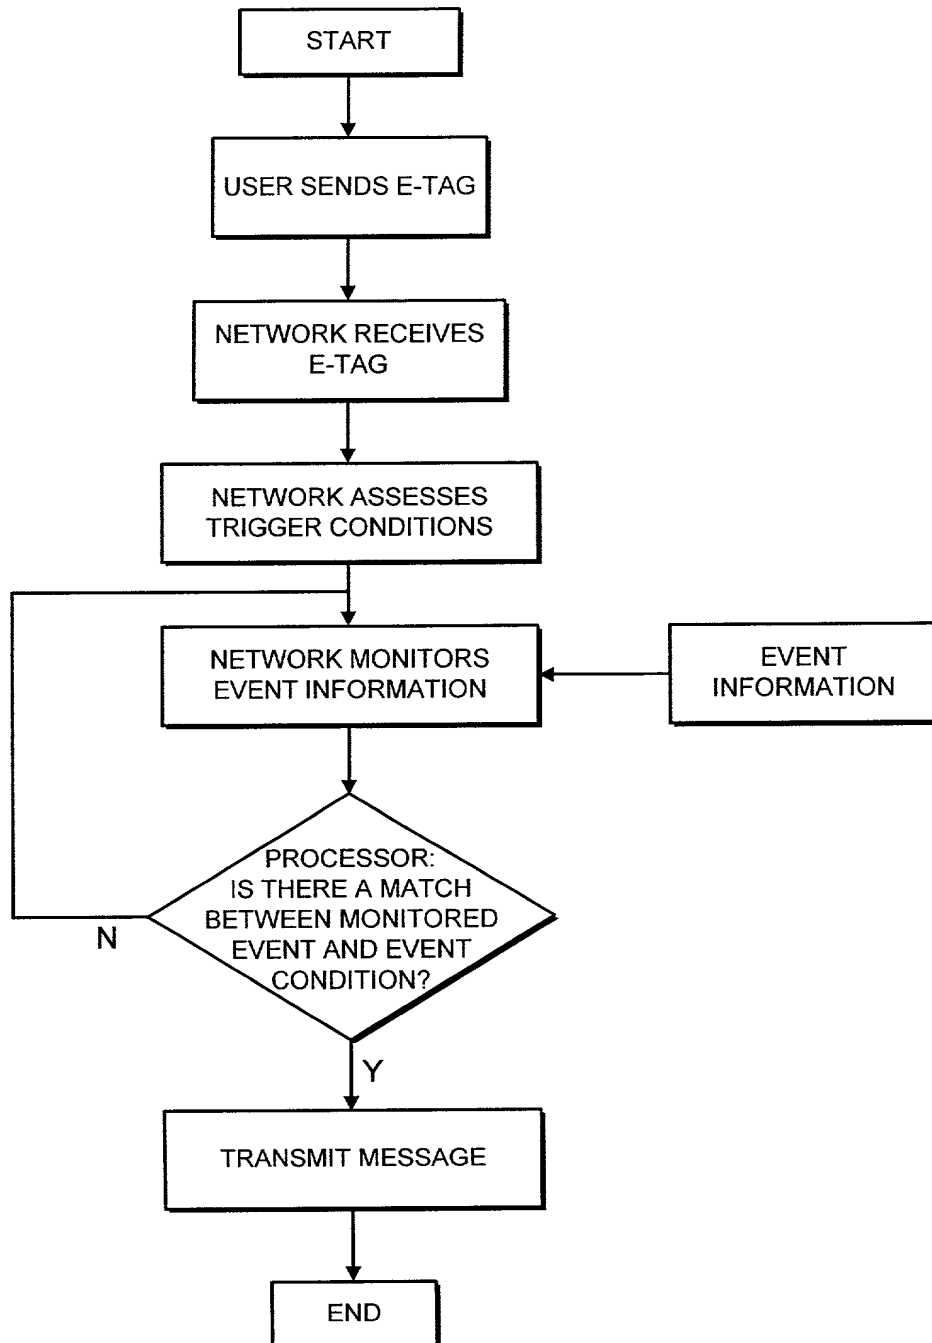 START
USER SENDS E-TAG
NETWORK RECEIVES
E-TAG
NETWORK ASSESSES
TRIGGER CONDITIONS
NETWORK MONITORS
EVENT INFORMATION
EVENT
INFORMATION
PROCESSOR:
IS THERE A MATCH
BETWEEN MONITORED
EVENT AND EVENT
CONDITION?
N
Y
TRANSMIT MESSAGE
END